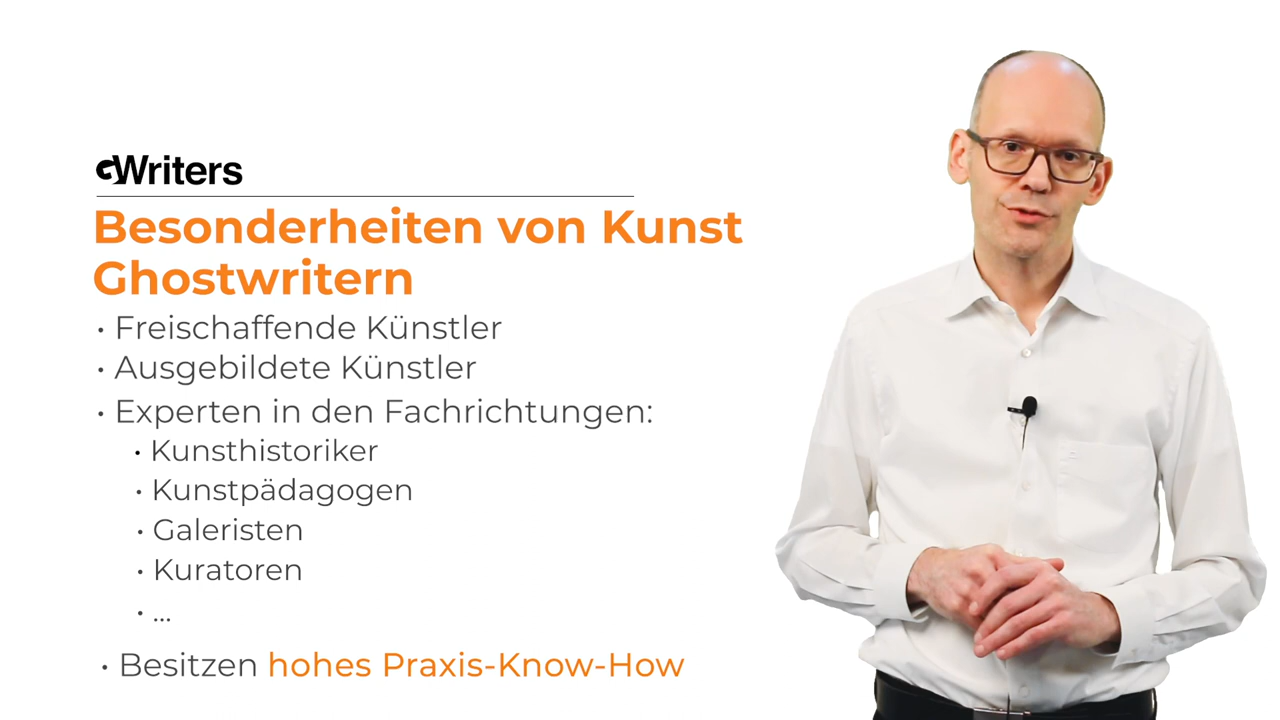 GWriters
Besonderheiten von Kunst
Ghostwritern
• Freischaffende Künstler
• Ausgebildete Künstler
• Experten in den Fachrichtungen:
• Kunsthistoriker
• Kunstpädagogen
• Galeristen
• Kuratoren
• ...
• Besitzen hohes Praxis-Know-How